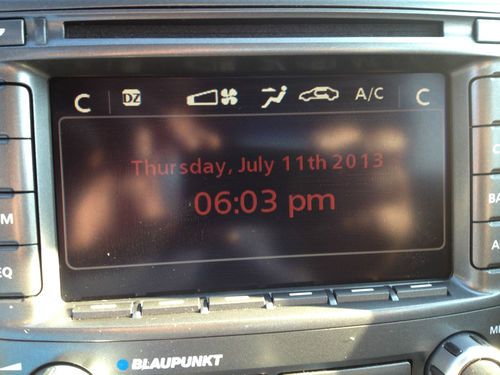 C DZ A/C C
Thursday, July 11th 2013
06:03 pm
BLAUPUNKT